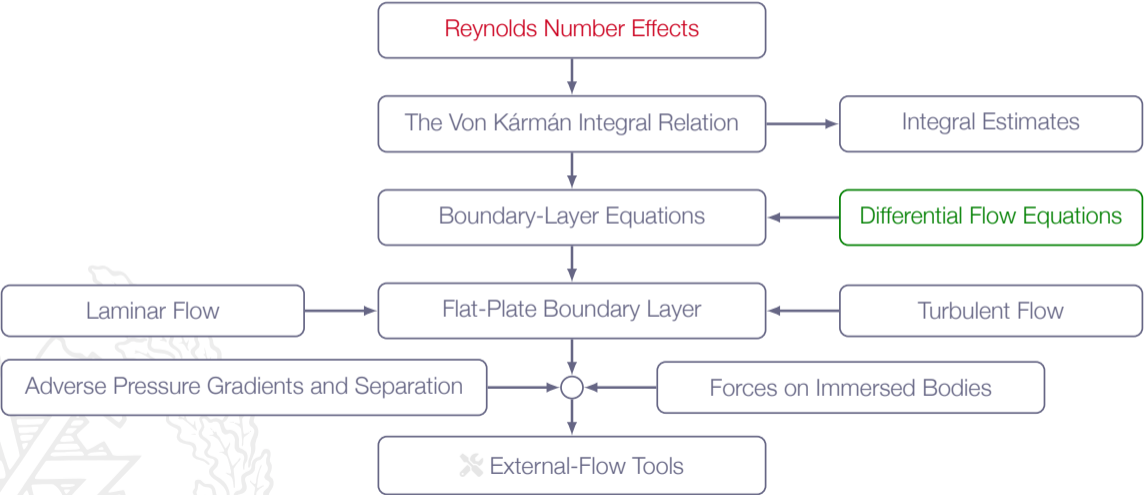 Reynolds Number Effects
The Von Kármán Integral Relation
Integral Estimates
Boundary-Layer Equations
Differential Flow Equations
Laminar Flow
Flat-Plate Boundary Layer
Turbulent Flow
Adverse Pressure Gradients and Separation
Forces on Immersed Bodies
External-Flow Tools